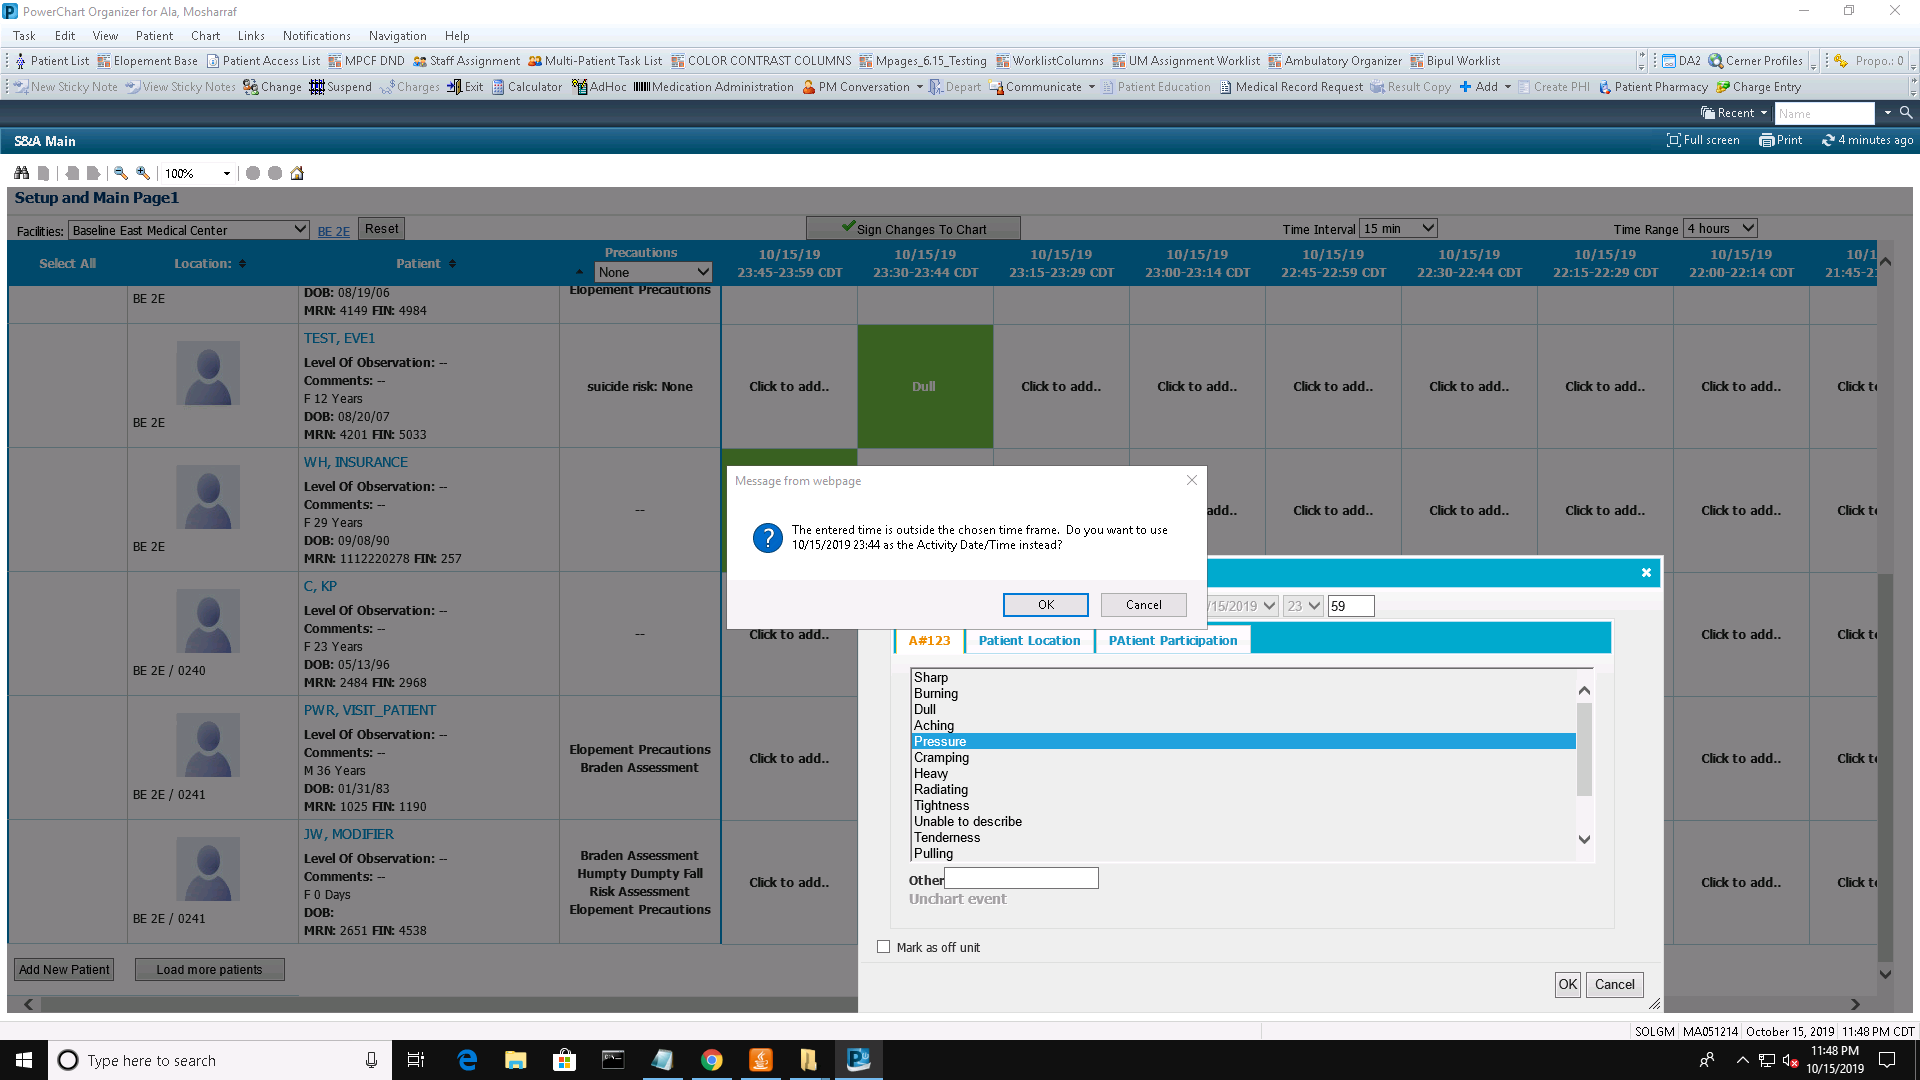 PowerChart Organizer for Ala, Mosharraf
Task Edit View Patient Chart Links Notifications Navigation Help
Patient List Elopement Base Patient Access List MPCF DND Staff Assignment Multi-Patient Task List COLOR CONTRAST COLUMNS Mpages_6.15_Testing WorklistColumns UM Assignment Worklist Ambulatory Organizer Bipul Worklist DA2 Cerner Profiles Propo.: 0
New Sticky Note View Sticky Notes Change Suspend Charges Exit Calculator AdHoc Medication Administration PM Conversation Depart Communicate Patient Education Medical Record Request Result Copy Add Create PHI Patient Pharmacy Charge Entry
Recent Name
S&A Main Full screen Print 4 minutes ago
100%
Setup and Main Page1
Facilities: Baseline East Medical Center BE 2E Reset Sign Changes To Chart Time Interval 15 min Time Range 4 hours
Select All Location: Patient Precautions None
10/15/19 10/15/19 10/15/19 10/15/19 10/15/19 10/15/19 10/15/19 10/15/19 10/1
23:45-23:59 CDT 23:30-23:44 CDT 23:15-23:29 CDT 23:00-23:14 CDT 22:45-22:59 CDT 22:30-22:44 CDT 22:15-22:29 CDT 22:00-22:14 CDT 21:45-2
BE 2E
DOB: 08/19/06
MRN: 4149 FIN: 4984
Elopement Precautions
TEST, EVE1
Level Of Observation: --
Comments: --
F 12 Years
DOB: 08/20/07
MRN: 4201 FIN: 5033
BE 2E
suicide risk: None
Click to add.. Dull Click to add.. Click to add.. Click to add.. Click to add.. Click to add.. Click to add.. Click t
WH, INSURANCE
Level Of Observation: --
Comments: --
F 29 Years
DOB: 09/08/90
MRN: 1112220278 FIN: 257
BE 2E
--
add.. Click to add.. Click to add.. Click to add.. Click to add.. Click t
C, KP
Level Of Observation: --
Comments: --
F 23 Years
DOB: 05/13/96
MRN: 2484 FIN: 2968
BE 2E / 0240
--
Click to add.. Click to add.. Click t
PWR, VISIT_PATIENT
Level Of Observation: --
Comments: --
M 36 Years
DOB: 01/31/83
MRN: 1025 FIN: 1190
BE 2E / 0241
Elopement Precautions
Braden Assessment
Click to add.. Click to add.. Click t
JW, MODIFIER
Level Of Observation: --
Comments: --
F 0 Days
DOB:
MRN: 2651 FIN: 4538
BE 2E / 0241
Braden Assessment
Humpty Dumpty Fall
Risk Assessment
Elopement Precautions
Click to add.. Click to add.. Click t
Add New Patient Load more patients
Message from webpage
The entered time is outside the chosen time frame. Do you want to use
10/15/2019 23:44 as the Activity Date/Time instead?
OK Cancel
/15/2019 23 59
A#123 Patient Location PAtient Participation
Sharp
Burning
Dull
Aching
Pressure
Cramping
Heavy
Radiating
Tightness
Unable to describe
Tenderness
Pulling
Other
Unchart event
Mark as off unit
OK Cancel
SOLGM MA051214 October 15, 2019 11:48 PM CDT
Type here to search
11:48 PM
10/15/2019